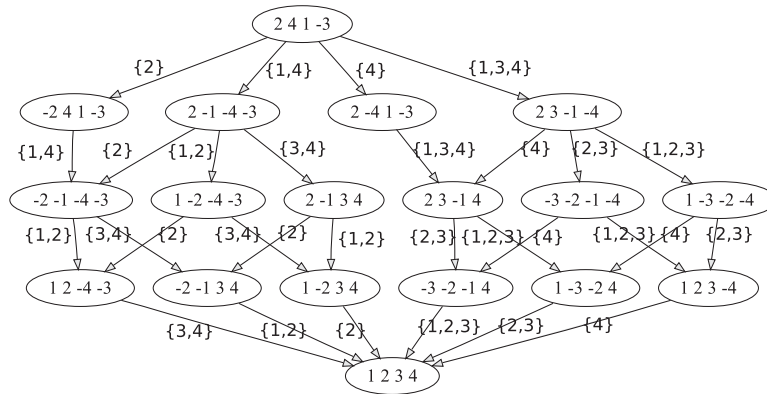 2 4 1 -3
{2} {1,4} {4} {1,3,4}
-2 4 1 -3 2 -1 -4 -3 2 -4 1 -3 2 3 -1 -4
{1,4} {2} {1,2} {3,4} {1,3,4} {4} {2,3} {1,2,3}
-2 -1 -4 -3 1 -2 -4 -3 2 -1 3 4 2 3 -1 4 -3 -2 -1 -4 1 -3 -2 -4
{1,2} {3,4} {2} {3,4} {2} {1,2} {2,3} {1,2,3} {4} {1,2,3} {4} {2,3}
1 2 -4 -3 -2 -1 3 4 1 -2 3 4 -3 -2 -1 4 1 -3 -2 4 1 2 3 -4
{3,4} {1,2} {2} {1,2,3} {2,3} {4}
1 2 3 4